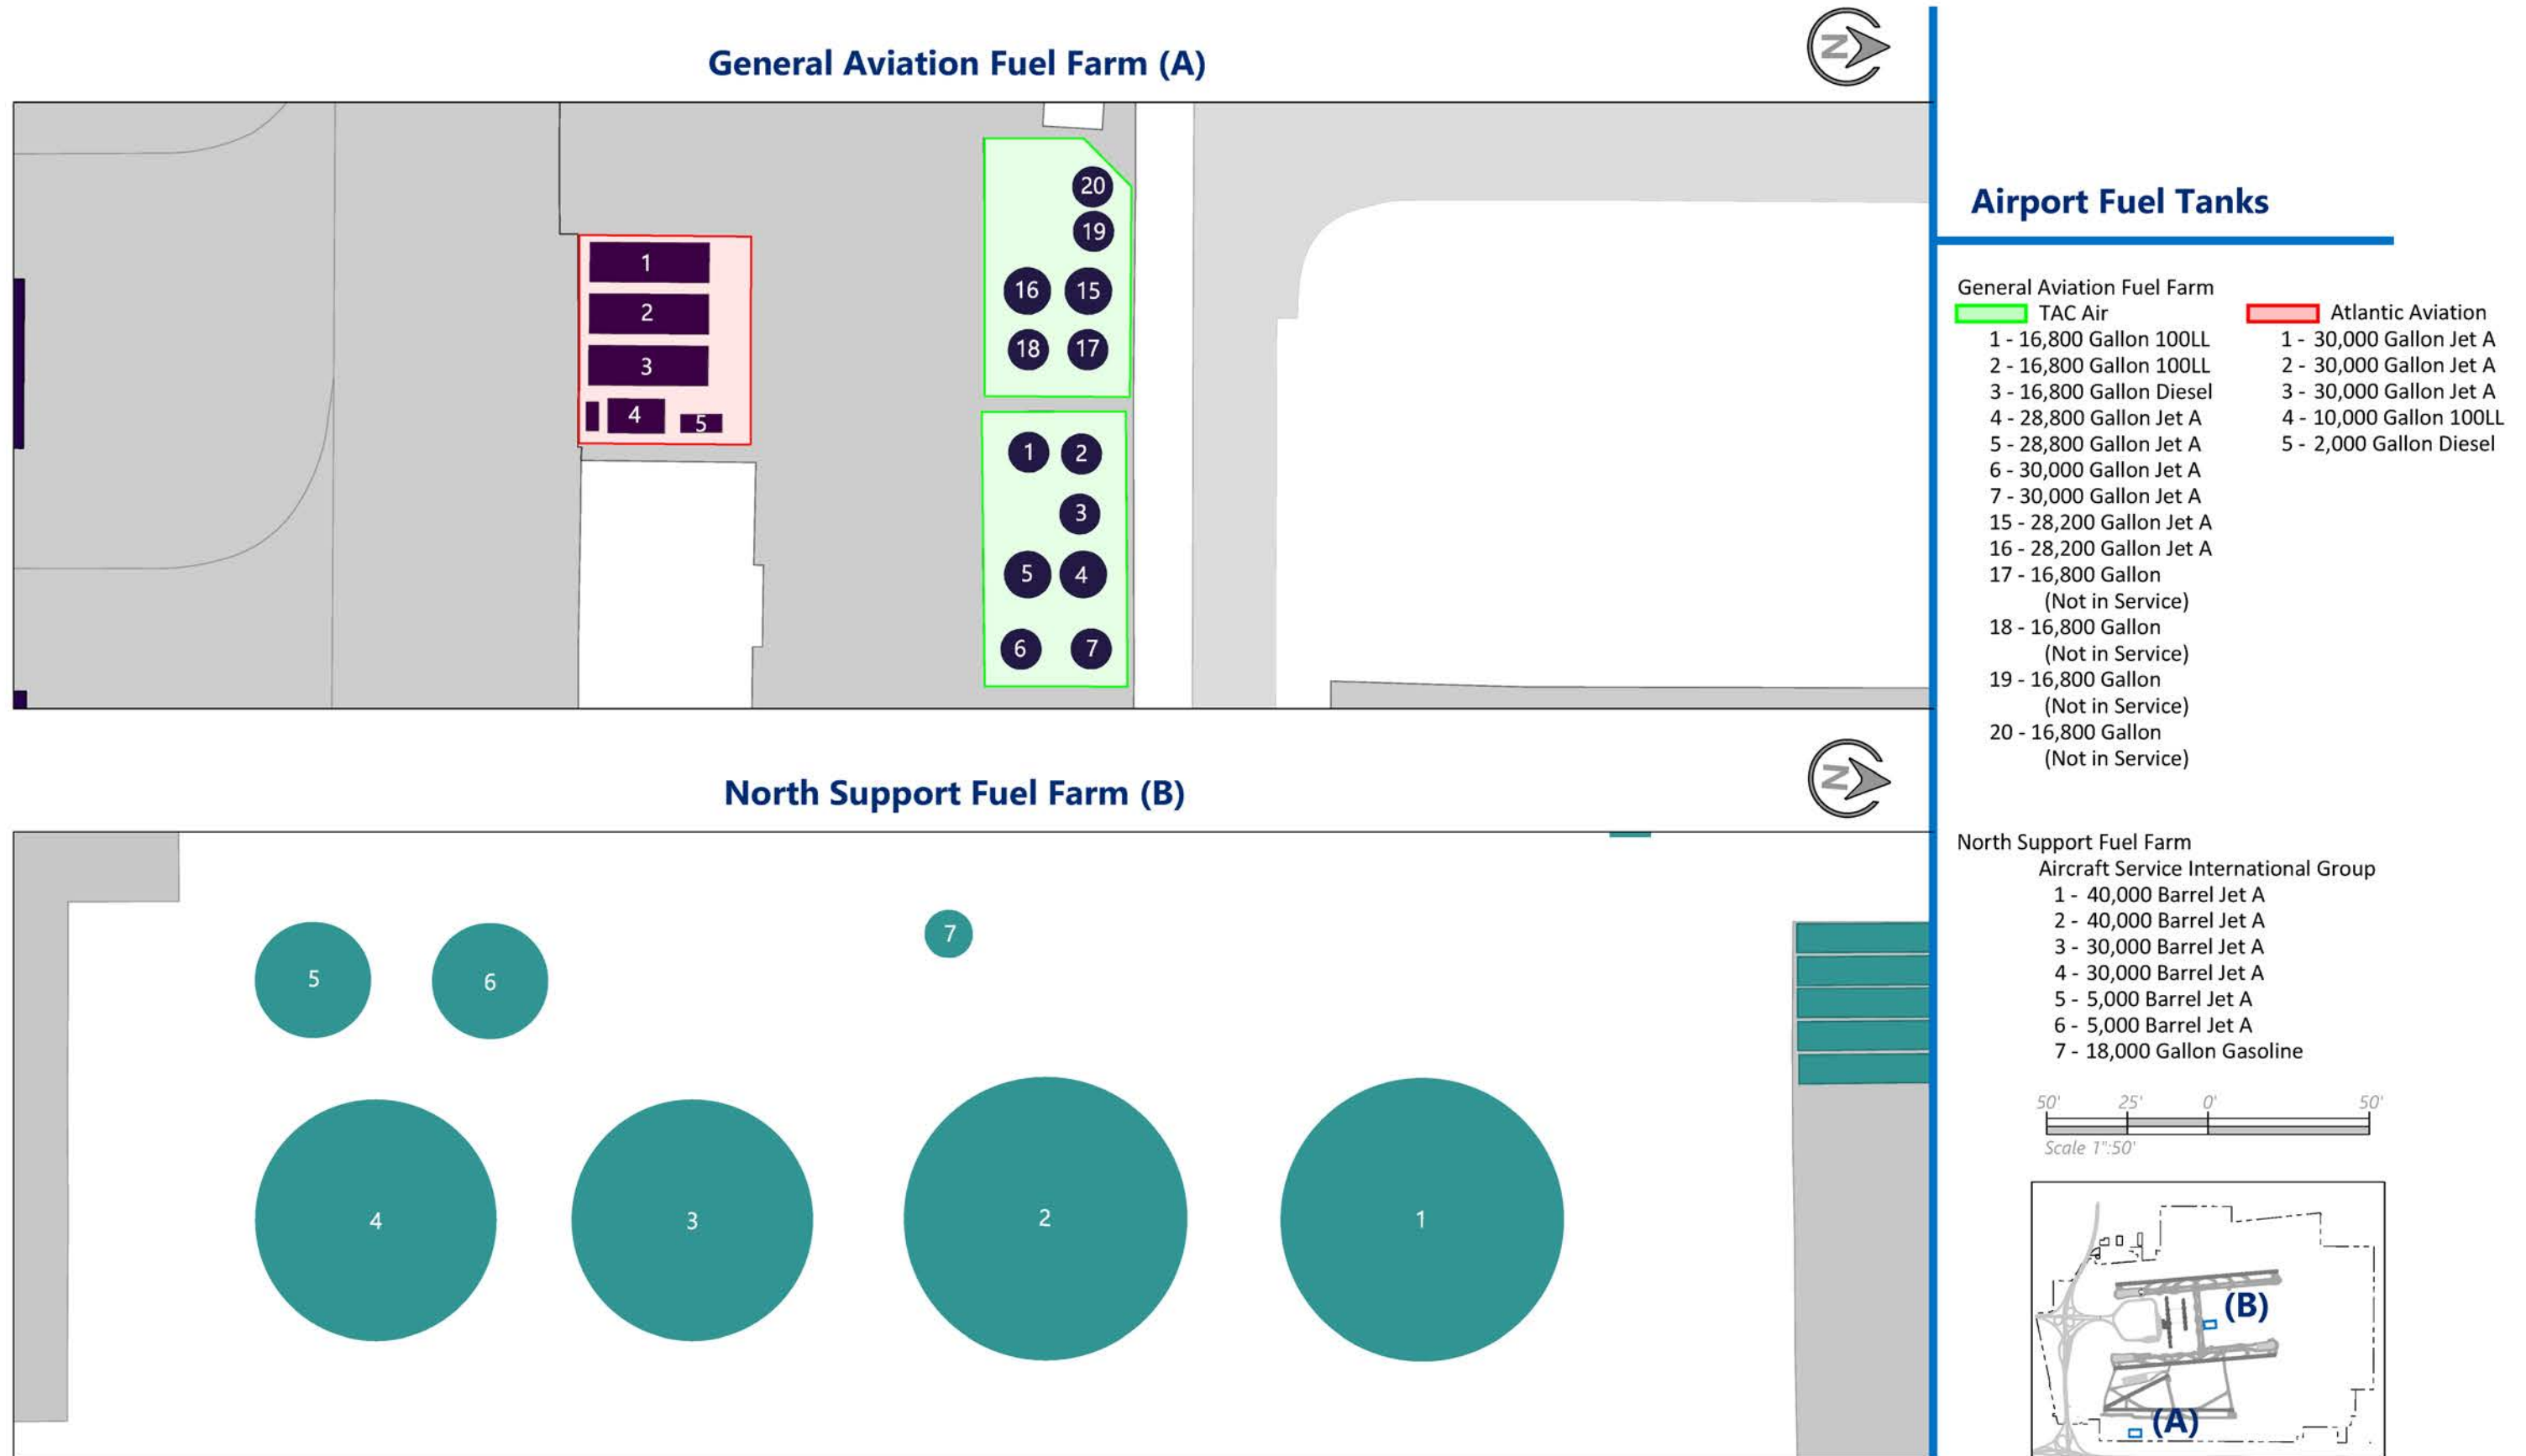 General Aviation Fuel Farm (A)
N
20
19
16 15
18 17
1
2
3
4 5
1 2
3
5 4
6 7
North Support Fuel Farm (B)
N
7
5 6
4 3 2 1
Airport Fuel Tanks
General Aviation Fuel Farm
TAC Air
1 - 16,800 Gallon 100LL
2 - 16,800 Gallon 100LL
3 - 16,800 Gallon Diesel
4 - 28,800 Gallon Jet A
5 - 28,800 Gallon Jet A
6 - 30,000 Gallon Jet A
7 - 30,000 Gallon Jet A
15 - 28,200 Gallon Jet A
16 - 28,200 Gallon Jet A
17 - 16,800 Gallon
(Not in Service)
18 - 16,800 Gallon
(Not in Service)
19 - 16,800 Gallon
(Not in Service)
20 - 16,800 Gallon
(Not in Service)
Atlantic Aviation
1 - 30,000 Gallon Jet A
2 - 30,000 Gallon Jet A
3 - 30,000 Gallon Jet A
4 - 10,000 Gallon 100LL
5 - 2,000 Gallon Diesel
North Support Fuel Farm
Aircraft Service International Group
1 - 40,000 Barrel Jet A
2 - 40,000 Barrel Jet A
3 - 30,000 Barrel Jet A
4 - 30,000 Barrel Jet A
5 - 5,000 Barrel Jet A
6 - 5,000 Barrel Jet A
7 - 18,000 Gallon Gasoline
50' 25' 0' 50'
Scale 1":50'
(B)
(A)